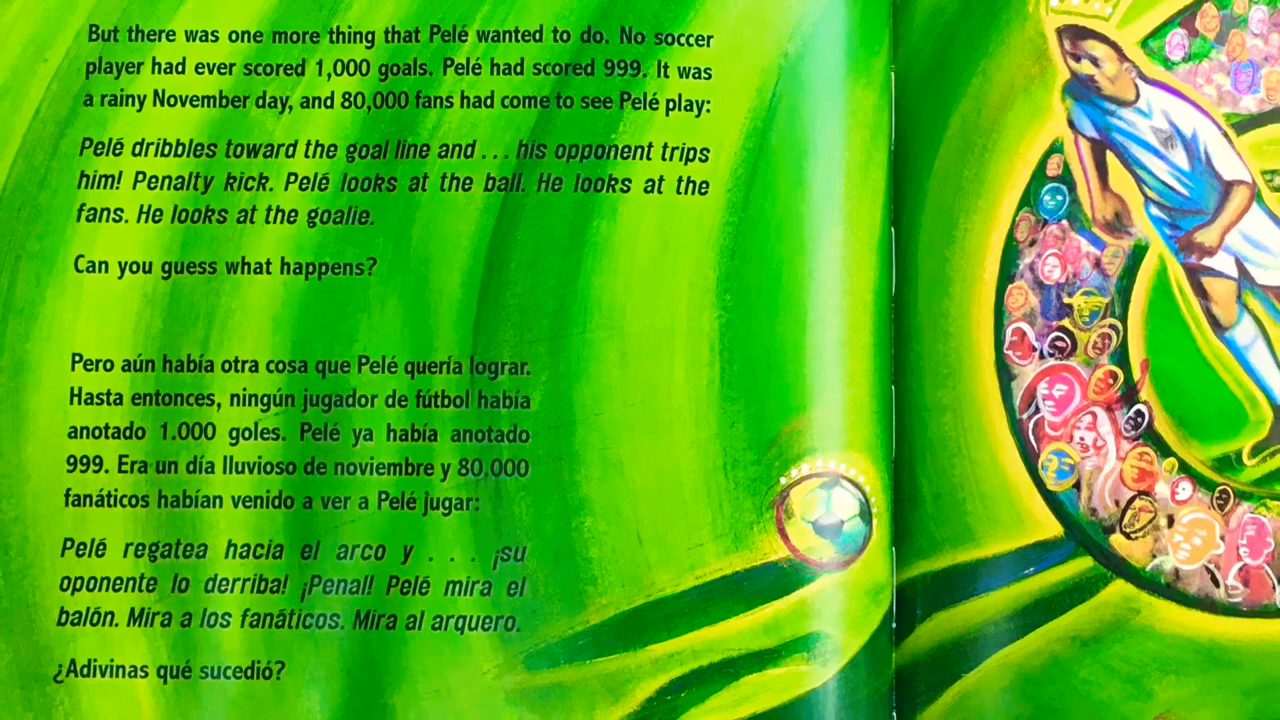 But there was one more thing that Pelé wanted to do. No soccer
player had ever scored 1,000 goals. Pelé had scored 999. It was
a rainy November day, and 80,000 fans had come to see Pelé play:
Pelé dribbles toward the goal line and . . . his opponent trips
him! Penalty kick. Pelé looks at the ball. He looks at the
fans. He looks at the goalie.
Can you guess what happens?
Pero aún había otra cosa que Pelé quería lograr.
Hasta entonces, ningún jugador de fútbol había
anotado 1.000 goles. Pelé ya había anotado
999. Era un día lluvioso de noviembre y 80.000
fanáticos habían venido a ver a Pelé jugar:
Pelé regatea hacia el arco y . . . ¡su
oponente lo derriba! ¡Penal! Pelé mira el
balón. Mira a los fanáticos. Mira al arquero.
¿Adivinas qué sucedió?